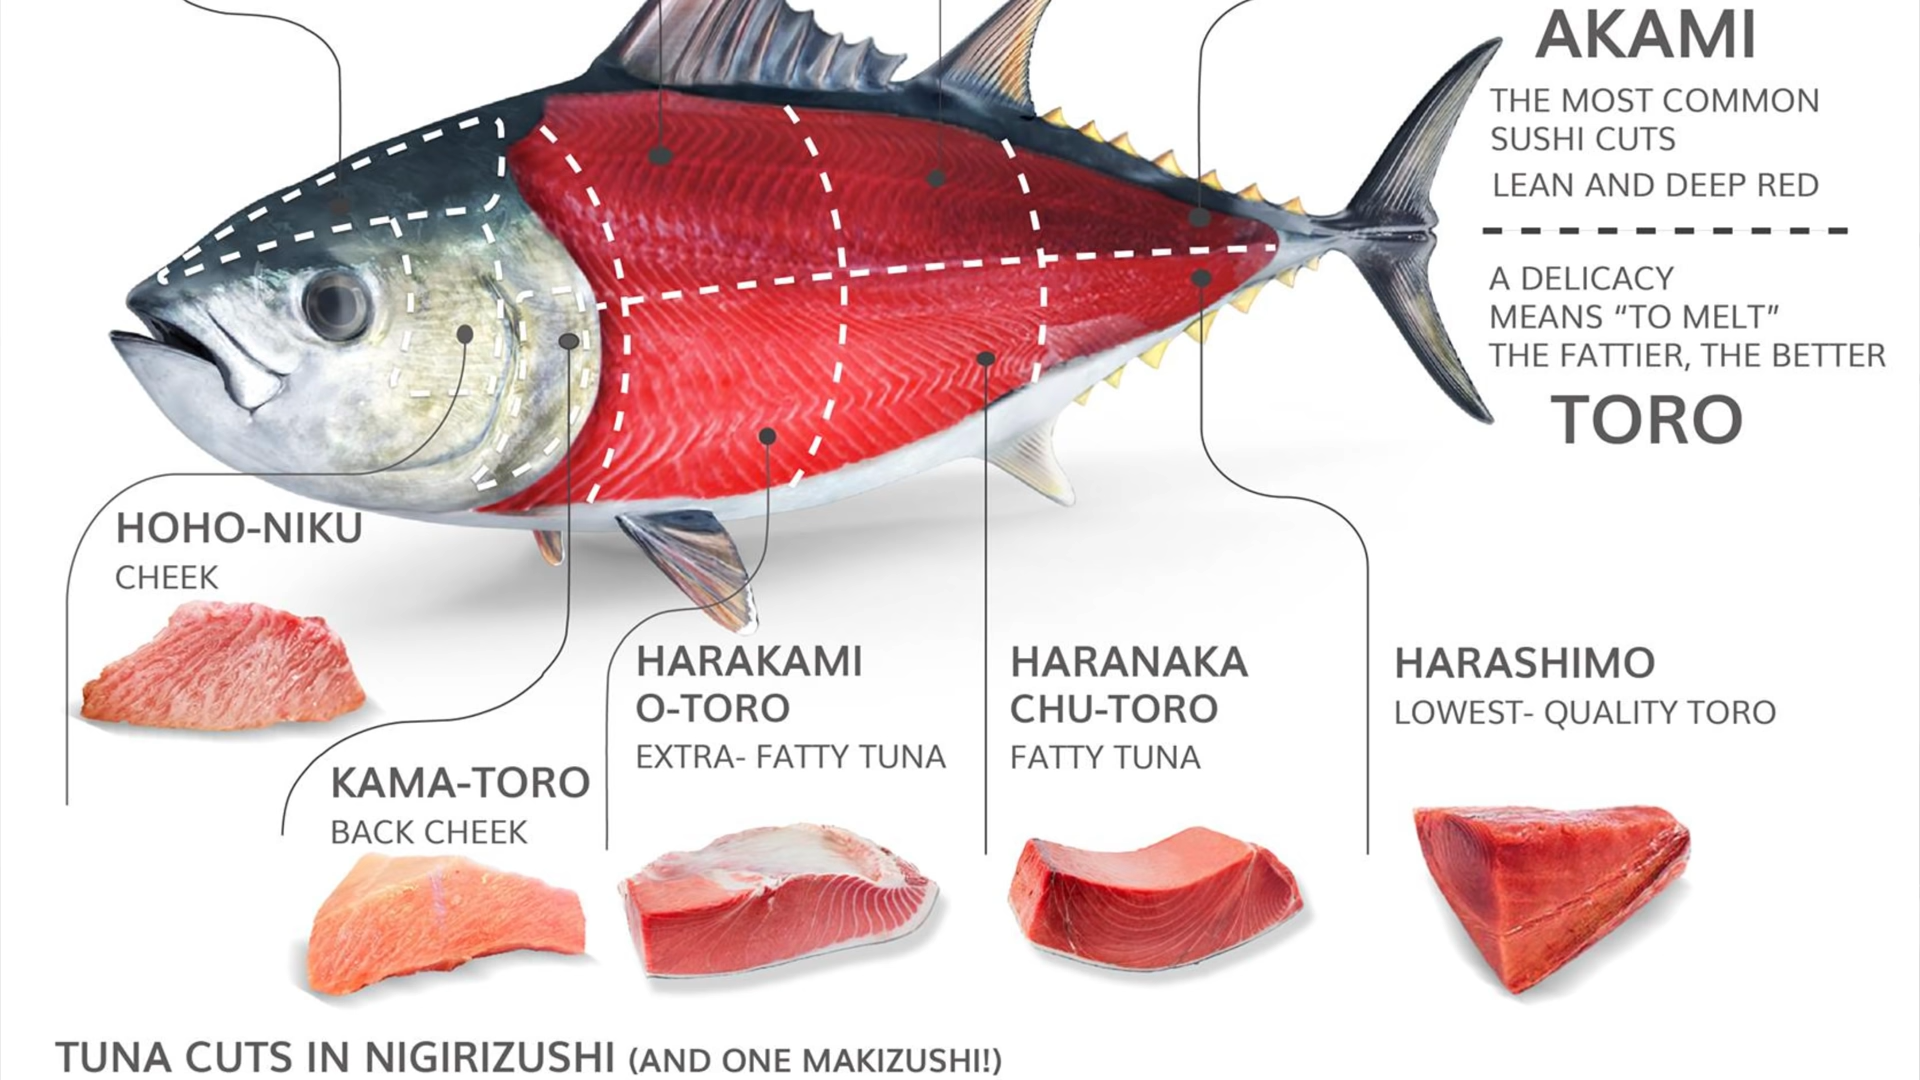 AKAMI
THE MOST COMMON
SUSHI CUTS
LEAN AND DEEP RED
A DELICACY
MEANS “TO MELT”
THE FATTIER, THE BETTER
TORO
HOHO-NIKU
CHEEK
KAMA-TORO
BACK CHEEK
HARAKAMI
O-TORO
EXTRA- FATTY TUNA
HARANAKA
CHU-TORO
FATTY TUNA
HARASHIMO
LOWEST- QUALITY TORO
TUNA CUTS IN NIGIRIZUSHI (AND ONE MAKIZUSHI!)